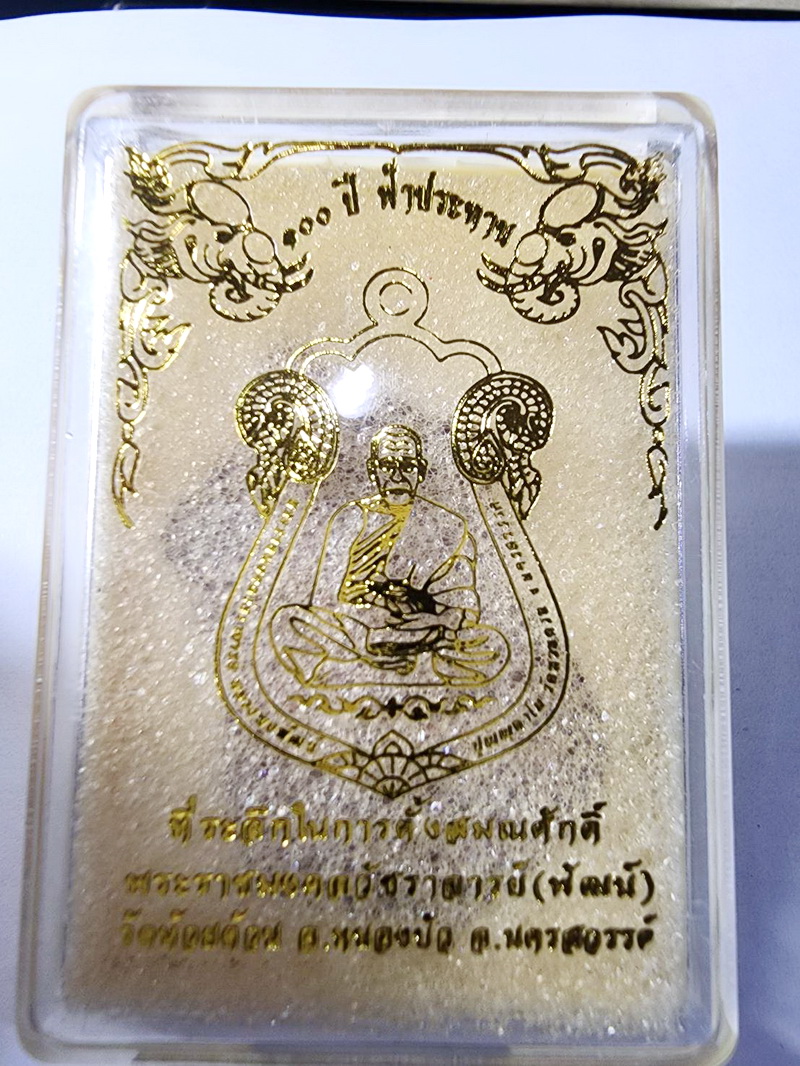 ๑๐๐ ปี ฟ้าประทาน
ที่ระลึกในการตั้งสมณศักดิ์
พระราชมงคลวัชราจารย์(พัฒน์)
วัดห้วยด้วน อ.หนองบัว จ.นครสวรรค์